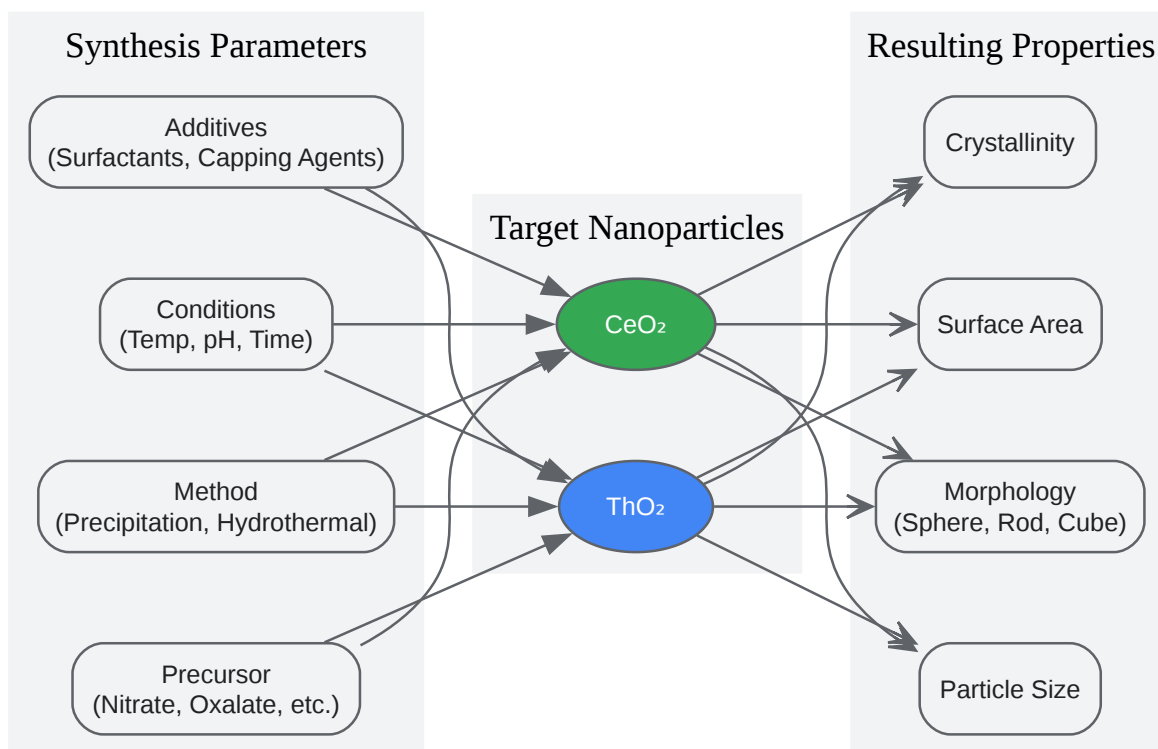 Synthesis Parameters
Additives
(Surfactants, Capping Agents)
Conditions
(Temp, pH, Time)
Method
(Precipitation, Hydrothermal)
Precursor
(Nitrate, Oxalate, etc.)
Target Nanoparticles
CeO₂
ThO₂
Resulting Properties
Crystallinity
Surface Area
Morphology
(Sphere, Rod, Cube)
Particle Size